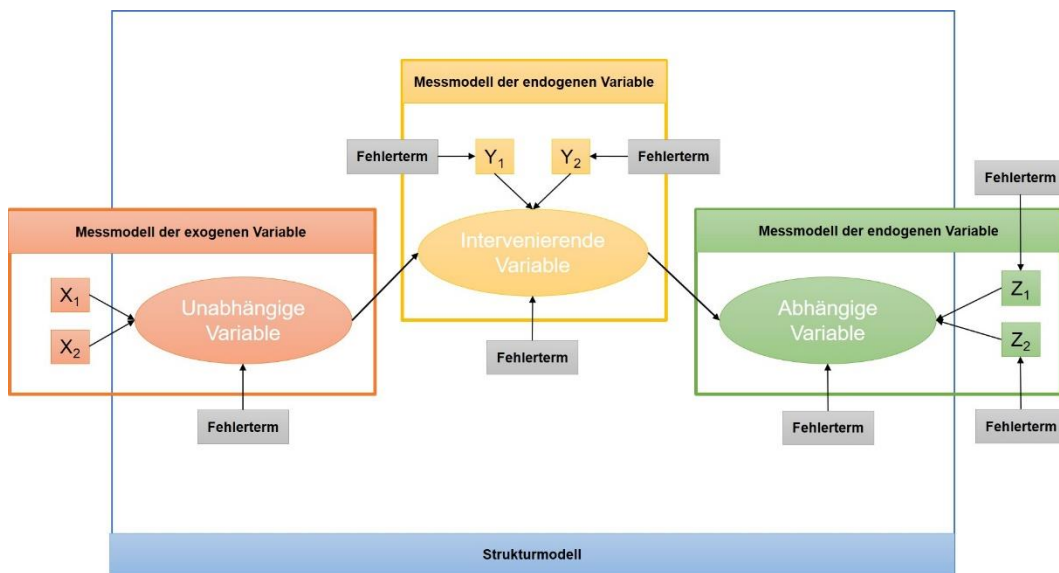 Messmodell der endogenen Variable
Fehlerterm
Y1
Y2
Fehlerterm
Fehlerterm
Messmodell der exogenen Variable
Intervenierende
Variable
Messmodell der endogenen Variable
X1
X2
Unabhängige
Variable
Abhängige
Variable
Z1
Z2
Fehlerterm
Fehlerterm
Fehlerterm
Fehlerterm
Strukturmodell